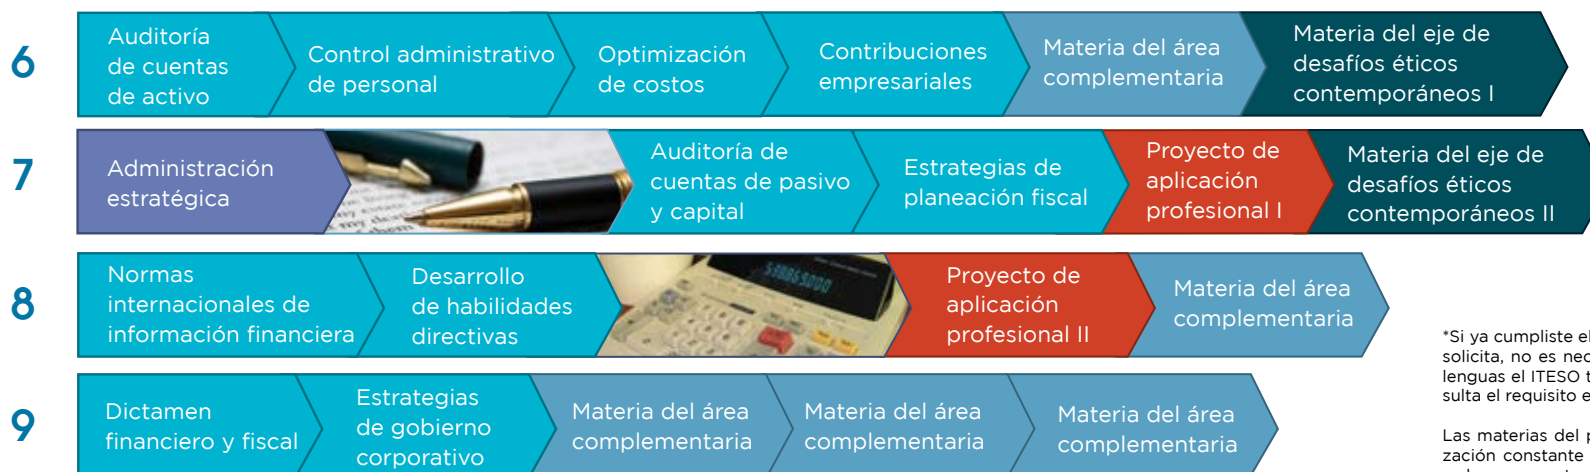 6
Auditoría
de cuentas
de activo
Control administrativo
de personal
Optimización
de costos
Contribuciones
empresariales
Materia del área
complementaria
Materia del eje de
desafíos éticos
contemporáneos I
7
Administración
estratégica
Auditoría de
cuentas de pasivo
y capital
Estrategias de
planeación fiscal
Proyecto de
aplicación
profesional I
Materia del eje de
desafíos éticos
contemporáneos II
8
Normas
internacionales de
información financiera
Desarrollo
de habilidades
directivas
Proyecto de
aplicación
profesional II
Materia del área
complementaria
9
Dictamen
financiero y fiscal
Estrategias
de gobierno
corporativo
Materia del área
complementaria
Materia del área
complementaria
Materia del área
complementaria
*Si ya cumpliste el
solicita, no es nec
lenguas el ITESO t
sulta el requisito e
Las materias del p
zación constante